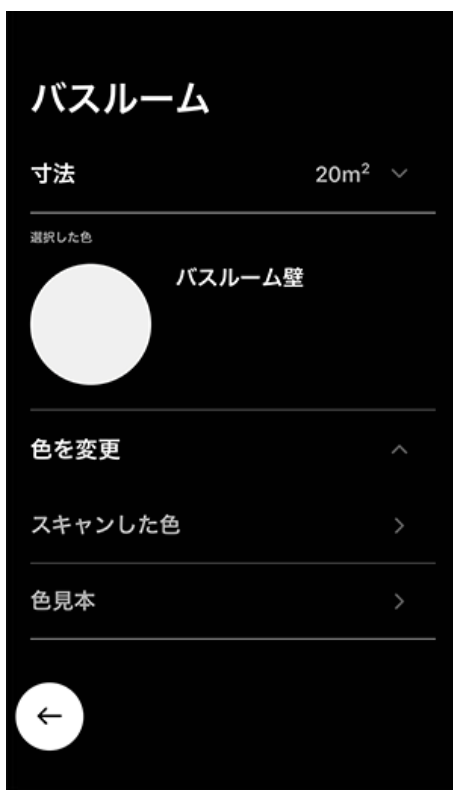 バスルーム
寸法 20m²
選択した色
バスルーム壁
色を変更
スキャンした色
色見本